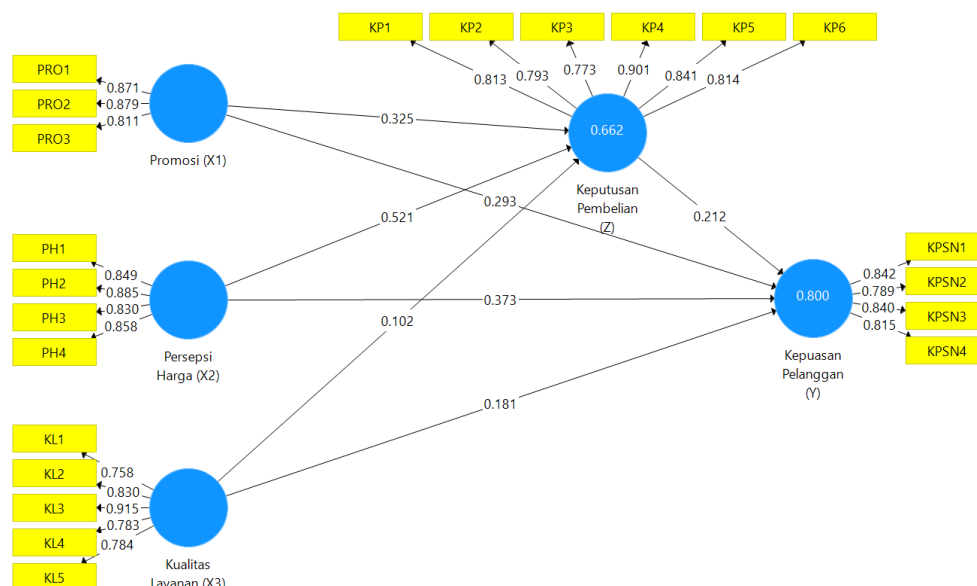 KP1
KP2
KP3
KP4
KP5
KP6
0.813
0.793
0.773
0.901
0.841
0.814
PRO1
PRO2
PRO3
0.871
0.879
0.811
Promosi (X1)
0.325
0.662
Keputusan
Pembelian
(Z)
0.293
0.521
0.212
PH1
PH2
PH3
PH4
0.849
0.885
0.830
0.858
Persepsi
Harga (X2)
0.373
0.102
0.800
Kepuasan
Pelanggan
(Y)
0.842
0.789
0.840
0.815
KPSN1
KPSN2
KPSN3
KPSN4
0.181
KL1
KL2
KL3
KL4
KL5
0.758
0.830
0.915
0.783
0.784
Kualitas
Layanan (X3)